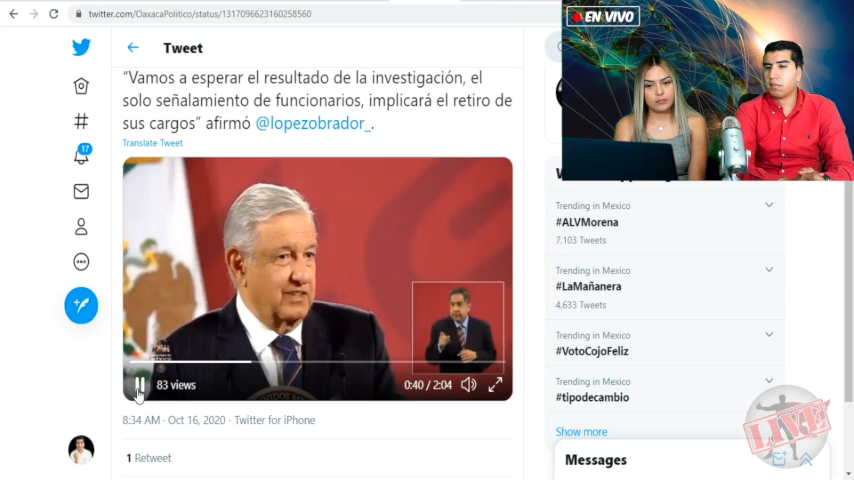 twitter.com/OaxacaPolitico/status/1317096623160258560
EN VIVO
Tweet
“Vamos a esperar el resultado de la investigación, el
solo señalamiento de funcionarios, implicará el retiro de
sus cargos” afirmó @lopezobrador_.
Translate Tweet
17
83 views
0:40 / 2:04
8:34 AM · Oct 16, 2020 · Twitter for iPhone
1 Retweet
Trending in Mexico
#ALVMorena
7,103 Tweets
Trending in Mexico
#LaMañanera
4,633 Tweets
Trending in Mexico
#VotoCojoFeliz
Trending in Mexico
#tipodecambio
Show more
Messages
LIVE